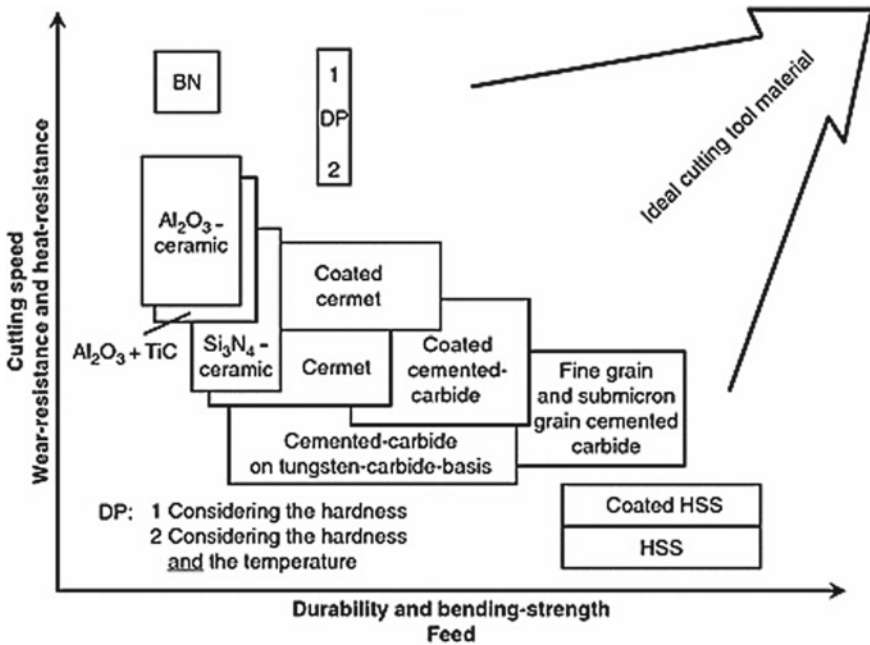 Cutting speed
Wear-resistance and heat-resistance
BN
1
DP
2
Ideal cutting tool material
Al₂O₃–
ceramic
Al₂O₃ + TiC
Si₃N₄–
ceramic
Coated
cermet
Cermet
Coated
cemented-
carbide
Fine grain
and submicron
grain cemented
carbide
Cemented-carbide
on tungsten-carbide-basis
Coated HSS
HSS
DP: 1 Considering the hardness
2 Considering the hardness
and the temperature
Durability and bending-strength
Feed